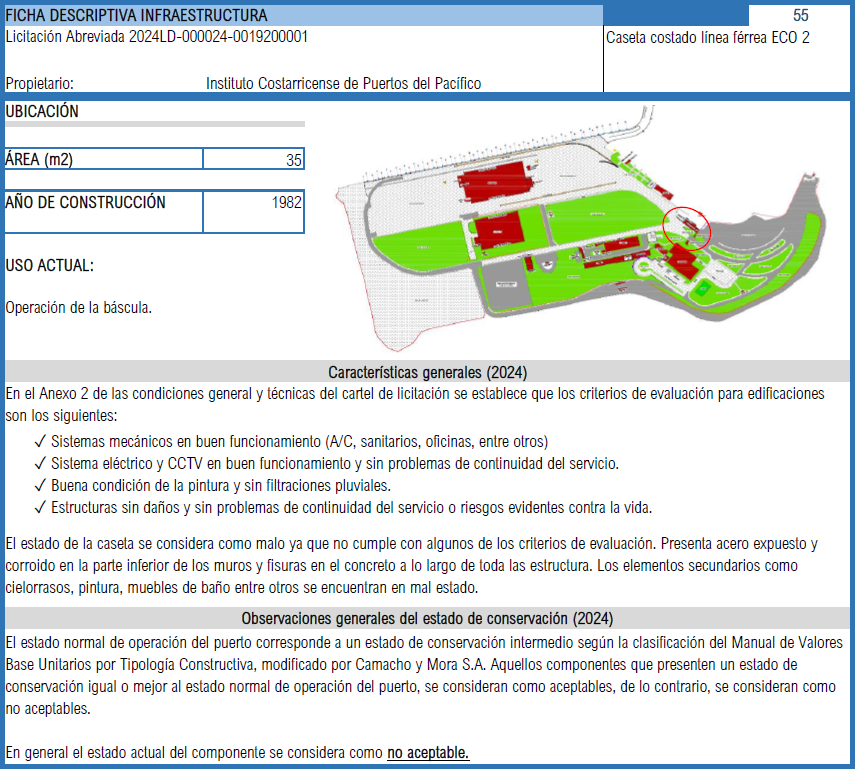 FICHA DESCRIPTIVA INFRAESTRUCTURA
55
Licitación Abreviada 2024LD-000024-0019200001
Caseta costado línea férrea ECO 2
Propietario: Instituto Costarricense de Puertos del Pacífico
UBICACIÓN
ÁREA (m2) 35
AÑO DE CONSTRUCCIÓN 1982
USO ACTUAL:
Operación de la báscula.
Características generales (2024)
En el Anexo 2 de las condiciones general y técnicas del cartel de licitación se establece que los criterios de evaluación para edificaciones
son los siguientes:
✓ Sistemas mecánicos en buen funcionamiento (A/C, sanitarios, oficinas, entre otros)
✓ Sistema eléctrico y CCTV en buen funcionamiento y sin problemas de continuidad del servicio.
✓ Buena condición de la pintura y sin filtraciones pluviales.
✓ Estructuras sin daños y sin problemas de continuidad del servicio o riesgos evidentes contra la vida.
El estado de la caseta se considera como malo ya que no cumple con algunos de los criterios de evaluación. Presenta acero expuesto y
corroido en la parte inferior de los muros y fisuras en el concreto a lo largo de toda las estructura. Los elementos secundarios como
cielorrasos, pintura, muebles de baño entre otros se encuentran en mal estado.
Observaciones generales del estado de conservación (2024)
El estado normal de operación del puerto corresponde a un estado de conservación intermedio según la clasificación del Manual de Valores
Base Unitarios por Tipología Constructiva, modificado por Camacho y Mora S.A. Aquellos componentes que presenten un estado de
conservación igual o mejor al estado normal de operación del puerto, se consideran como aceptables, de lo contrario, se consideran como
no aceptables.
En general el estado actual del componente se considera como no aceptable.